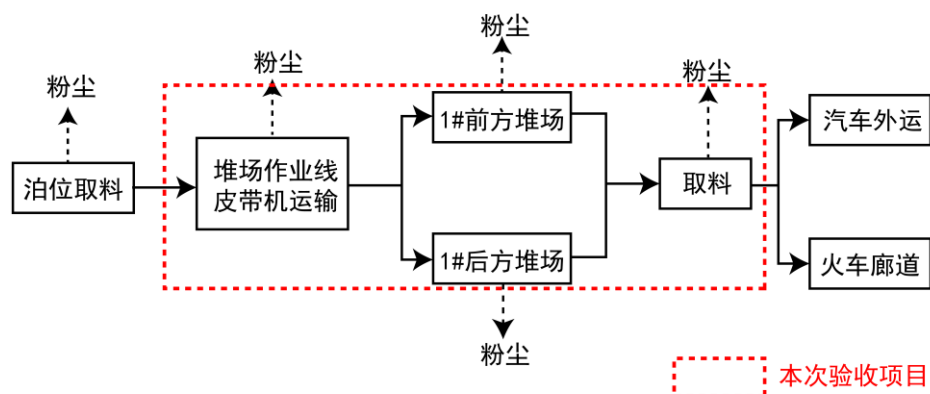 粉尘
粉尘
粉尘
粉尘
泊位取料
堆场作业线
皮带机运输
1#前方堆场
1#后方堆场
取料
汽车外运
火车廊道
粉尘
本次验收项目